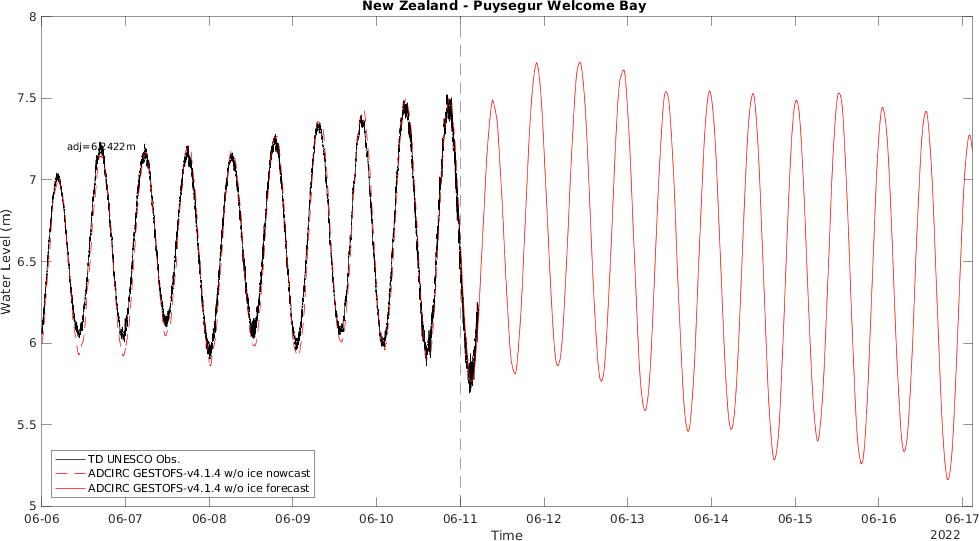 New Zealand - Puysegur Welcome Bay
8
7.5
adj=6.2422m
7
6.5
Water Level (m)
6
5.5
TD UNESCO Obs.
ADCIRC GESTOFS-v4.1.4 w/o ice nowcast
ADCIRC GESTOFS-v4.1.4 w/o ice forecast
5
06-06 06-07 06-08 06-09 06-10 06-11 06-12 06-13 06-14 06-15 06-16 06-17
Time 2022